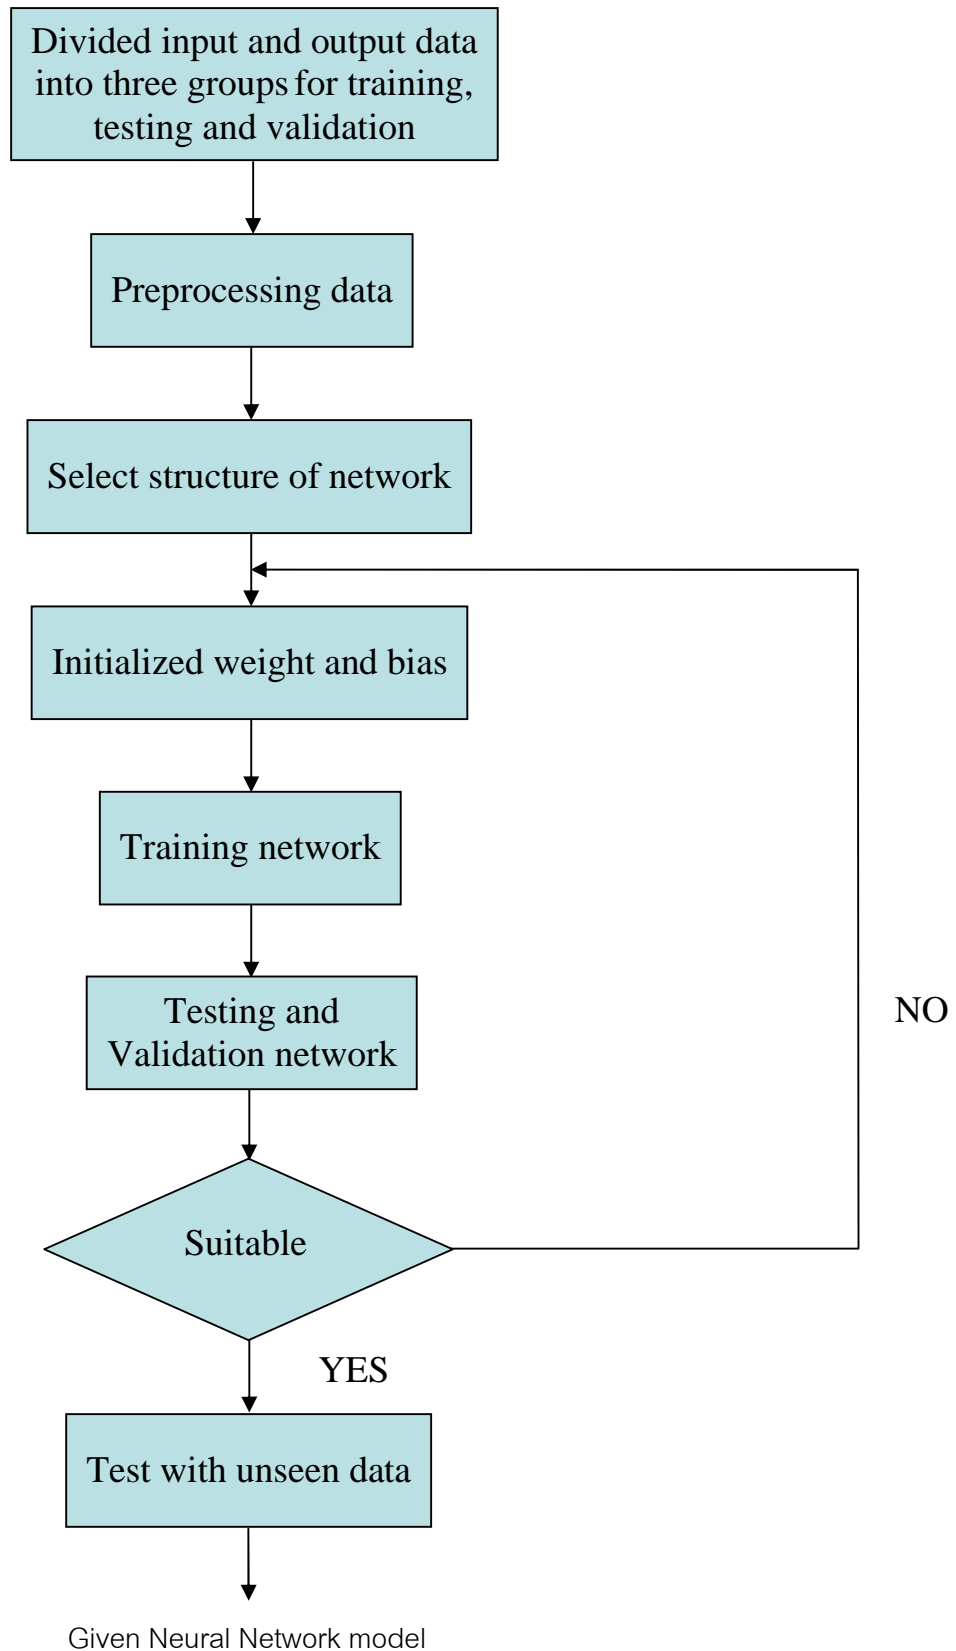 Divided input and output data
into three groups for training,
testing and validation
Preprocessing data
Select structure of network
Initialized weight and bias
Training network
Testing and
Validation network
NO
Suitable
YES
Test with unseen data
Given Neural Network model